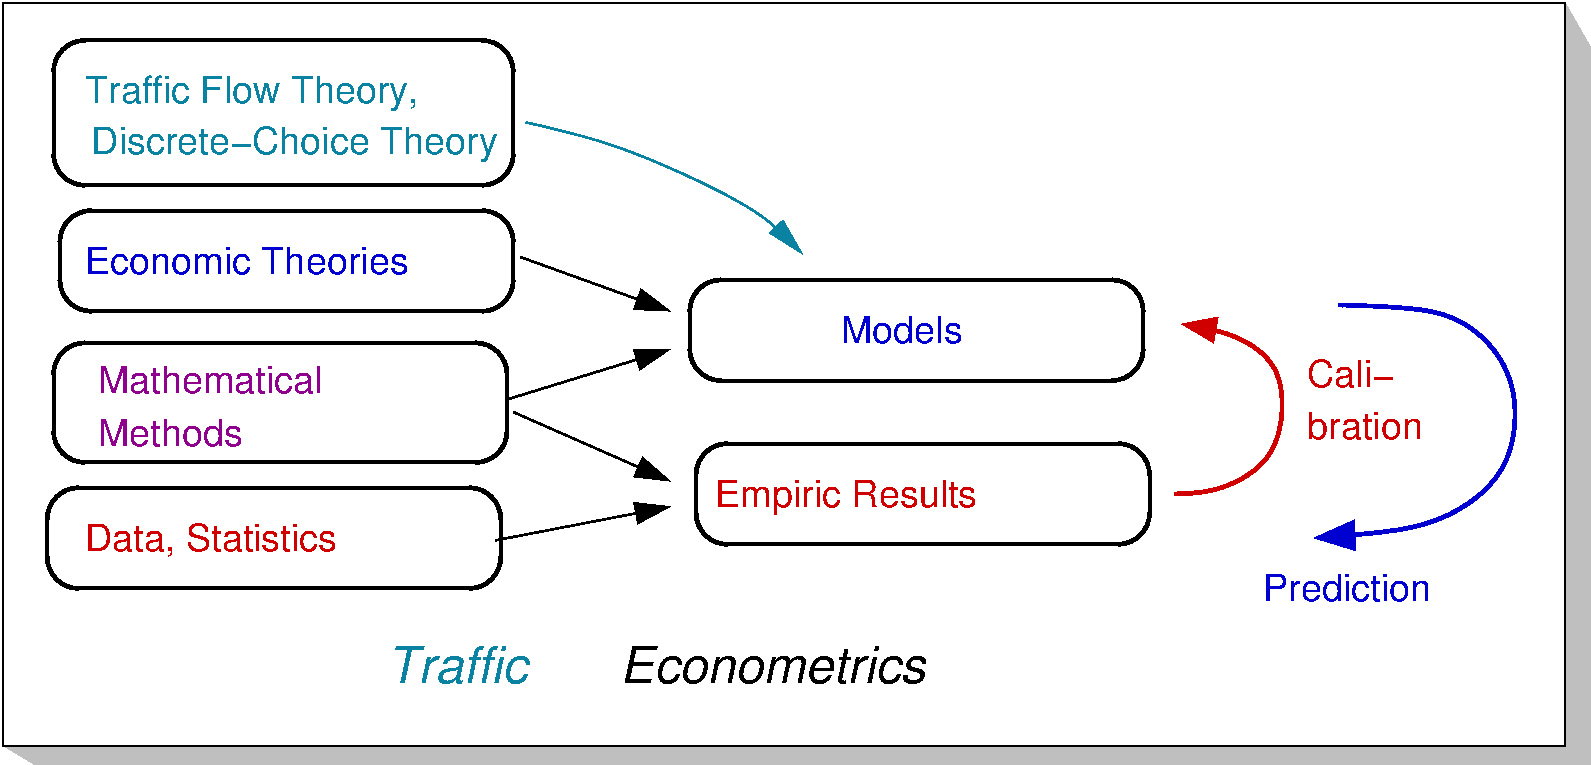 Traffic Flow Theory,
Discrete–Choice Theory
Economic Theories
Mathematical
Methods
Data, Statistics
Models
Empiric Results
Cali–
bration
Prediction
Traffic Econometrics